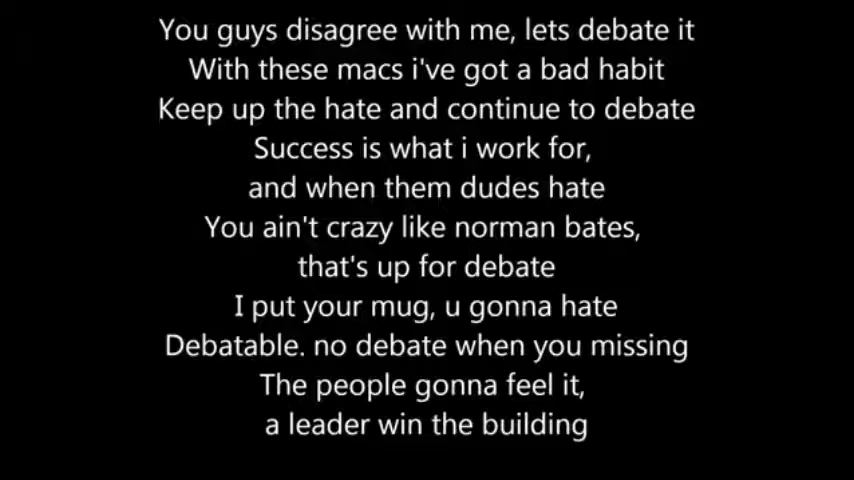 You guys disagree with me, lets debate it
With these macs i've got a bad habit
Keep up the hate and continue to debate
Success is what i work for,
and when them dudes hate
You ain't crazy like norman bates,
that's up for debate
I put your mug, u gonna hate
Debatable. no debate when you missing
The people gonna feel it,
a leader win the building